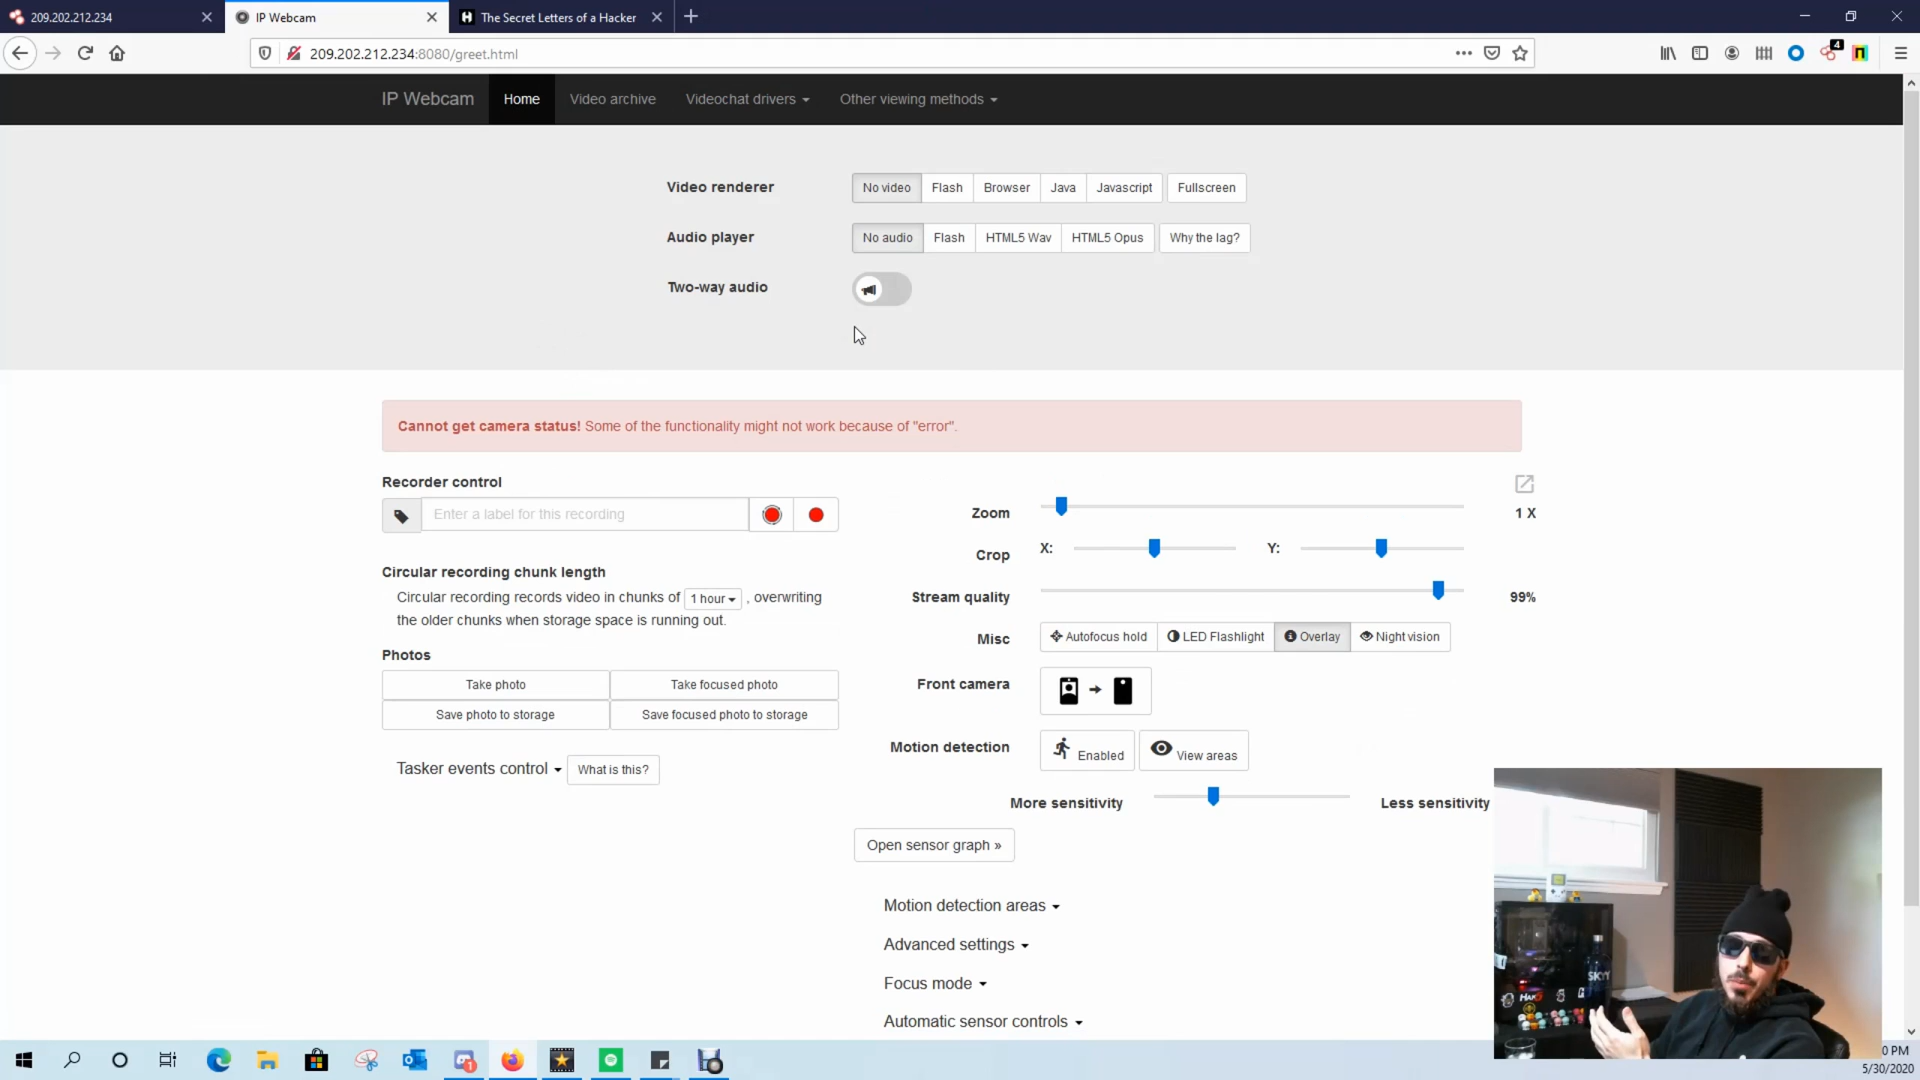 209.202.212.234
IP Webcam
The Secret Letters of a Hacker
209.202.212.234:8080/greet.html
4
IP Webcam
Home
Video archive
Videochat drivers
Other viewing methods
Video renderer
No video
Flash
Browser
Java
Javascript
Fullscreen
Audio player
No audio
Flash
HTML5 Wav
HTML5 Opus
Why the lag?
Two-way audio
Cannot get camera status! Some of the functionality might not work because of "error".
Recorder control
Enter a label for this recording
Circular recording chunk length
Circular recording records video in chunks of 1 hour , overwriting
the older chunks when storage space is running out.
Photos
Take photo
Take focused photo
Save photo to storage
Save focused photo to storage
Tasker events control
What is this?
Zoom
1 X
Crop
X:
Y:
Stream quality
99%
Misc
Autofocus hold
LED Flashlight
Overlay
Night vision
Front camera
Motion detection
Enabled
View areas
More sensitivity
Less sensitivity
Open sensor graph »
Motion detection areas
Advanced settings
Focus mode
Automatic sensor controls
SKYY
0 PM
5/30/2020